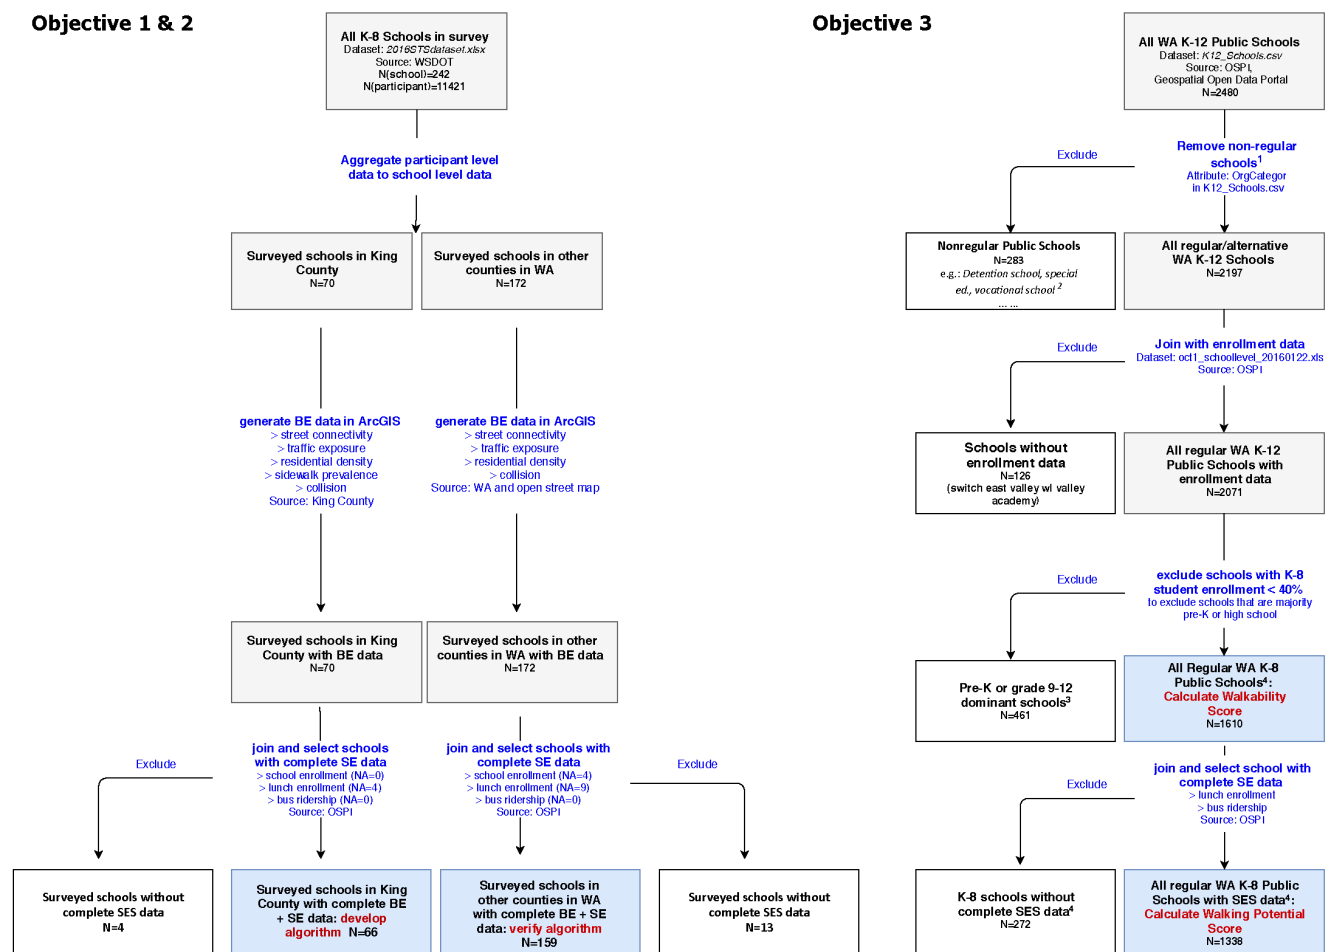 Objective 1 & 2
All K-8 Schools in survey
Dataset: 2016STSdataset.xlsx
Source: WSDOT
N(school)=242
N(participant)=11421
Aggregate participant level
data to school level data
Surveyed schools in King
County
N=70
Surveyed schools in other
counties in WA
N=172
generate BE data in ArcGIS
> street connectivity
> traffic exposure
> residential density
> sidewalk prevalence
> collision
Source: King County
generate BE data in ArcGIS
> street connectivity
> traffic exposure
> residential density
> collision
Source: WA and open street map
Surveyed schools in King
County with BE data
N=70
Surveyed schools in other
counties in WA with BE data
N=172
Exclude
join and select schools
with complete SE data
> school enrollment (NA=0)
> lunch enrollment (NA=4)
> bus ridership (NA=0)
Source: OSPI
join and select schools with
complete SE data
> school enrollment (NA=4)
> lunch enrollment (NA=9)
> bus ridership (NA=0)
Source: OSPI
Exclude
Surveyed schools without
complete SES data
N=4
Surveyed schools in King
County with complete BE
+ SE data: develop
algorithm N=66
Surveyed schools in
other counties in WA
with complete BE + SE
data: verify algorithm
N=159
Surveyed schools without
complete SES data
N=13
Objective 3
All WA K-12 Public Schools
Dataset: K12_Schools.csv
Source: OSPI,
Geospatial Open Data Portal
N=2480
Exclude
Remove non-regular
schools1
Attribute: OrgCategor
in K12_Schools.csv
Nonregular Public Schools
N=283
e.g.: Detention school, special
ed., vocational school 2
... ...
All regular/alternative
WA K-12 Schools
N=2197
Exclude
Join with enrollment data
Dataset: oct1_schoollevel_20160122.xls
Source: OSPI
Schools without
enrollment data
N=126
(switch east valley wl valley
academy)
All regular WA K-12
Public Schools with
enrollment data
N=2071
Exclude
exclude schools with K-8
student enrollment < 40%
to exclude schools that are majority
pre-K or high school
Pre-K or grade 9-12
dominant schools3
N=461
All Regular WA K-8
Public Schools4:
Calculate Walkability
Score
N=1610
Exclude
join and select school with
complete SE data
> lunch enrollment
> bus ridership
Source: OSPI
K-8 schools without
complete SES data4
N=272
All regular WA K-8 Public
Schools with SES data4:
Calculate Walking Potential
Score
N=1338